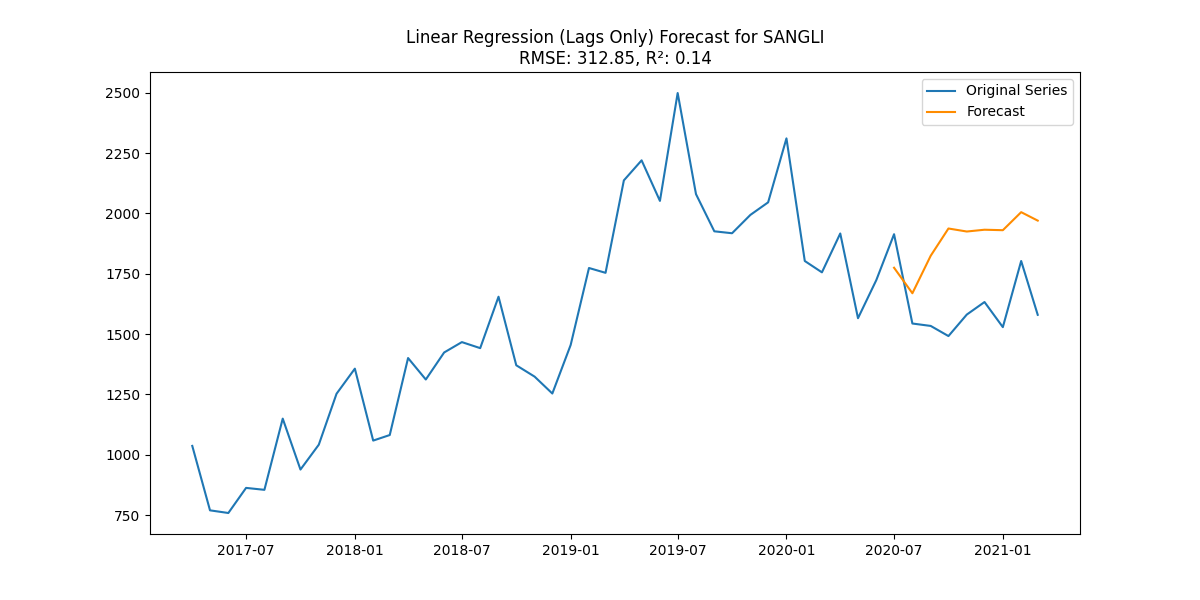 Linear Regression (Lags Only) Forecast for SANGLI
RMSE: 312.85, R²: 0.14
Original Series
Forecast
2500
2250
2000
1750
1500
1250
1000
750
2017-07 2018-01 2018-07 2019-01 2019-07 2020-01 2020-07 2021-01